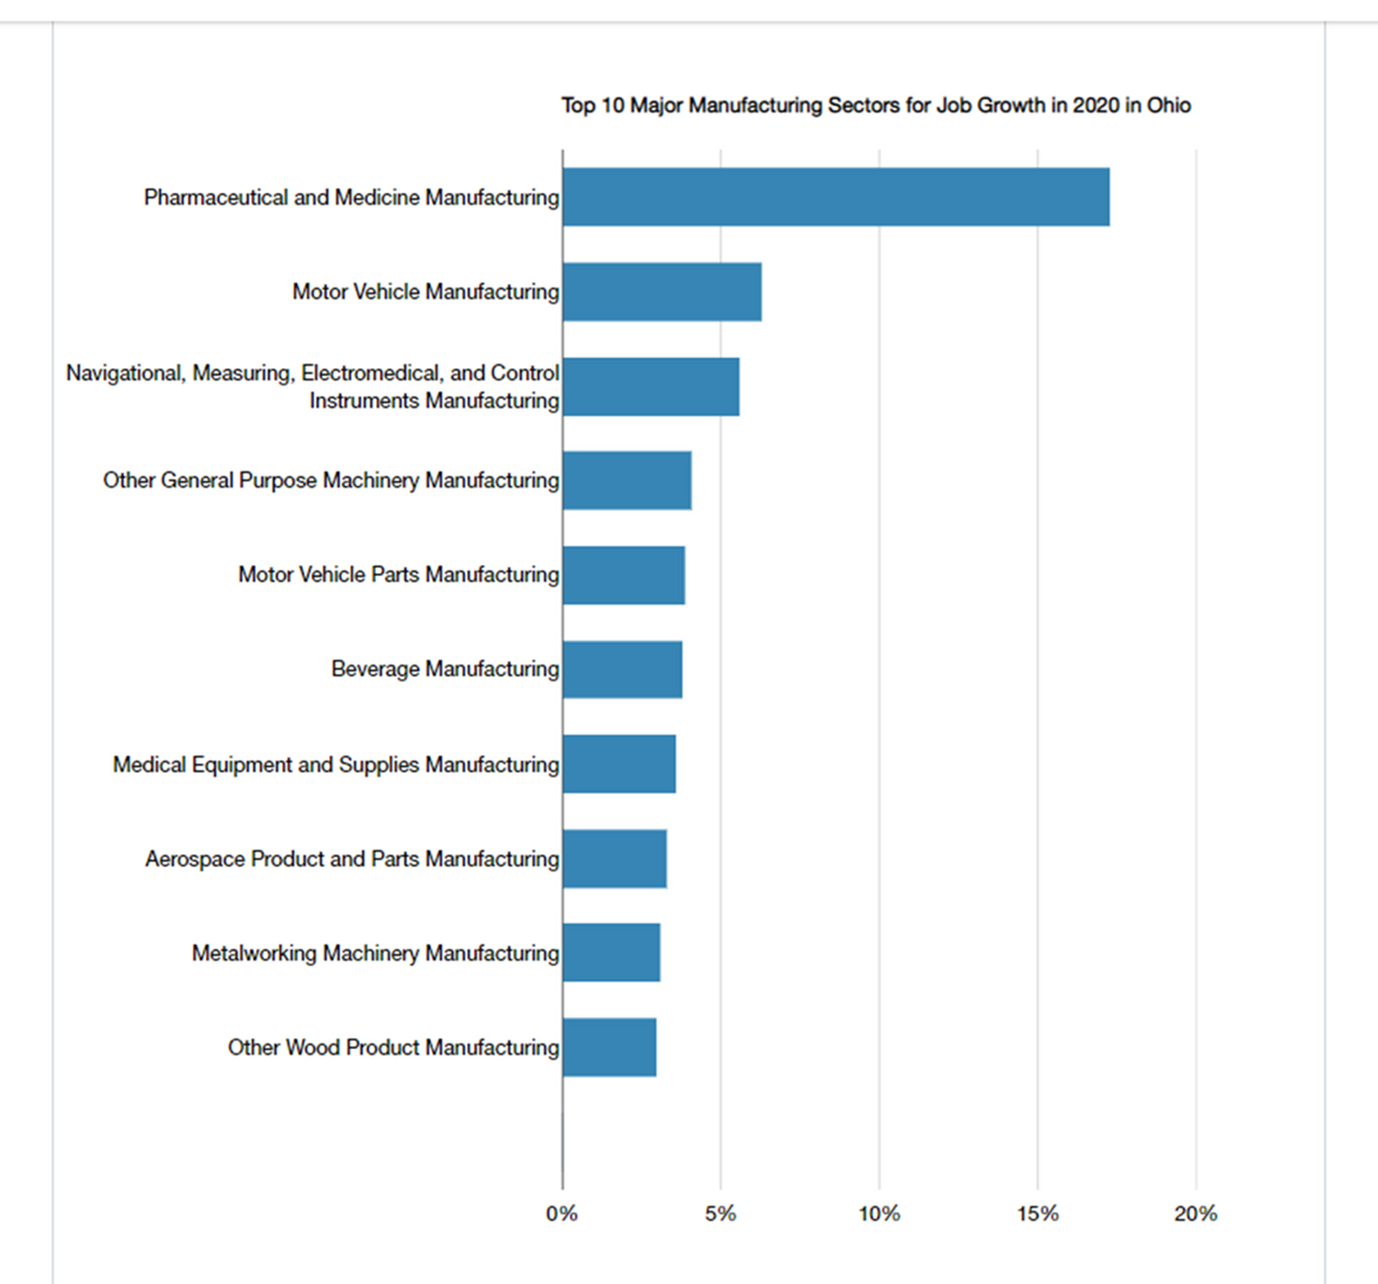 Top 10 Major Manufacturing Sectors for Job Growth in 2020 in Ohio
Pharmaceutical and Medicine Manufacturing
Motor Vehicle Manufacturing
Navigational, Measuring, Electromedical, and Control
Instruments Manufacturing
Other General Purpose Machinery Manufacturing
Motor Vehicle Parts Manufacturing
Beverage Manufacturing
Medical Equipment and Supplies Manufacturing
Aerospace Product and Parts Manufacturing
Metalworking Machinery Manufacturing
Other Wood Product Manufacturing
0% 5% 10% 15% 20%